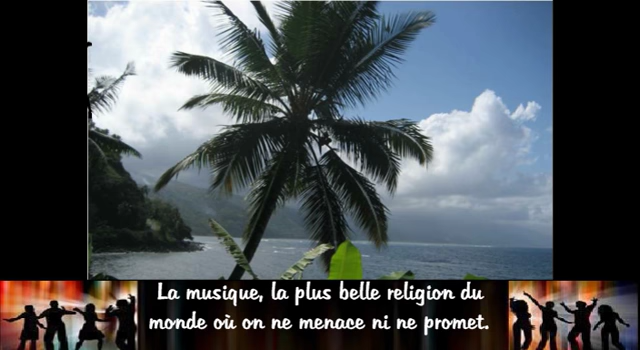 La musique, la plus belle religion du
monde où on ne menace ni ne promet.